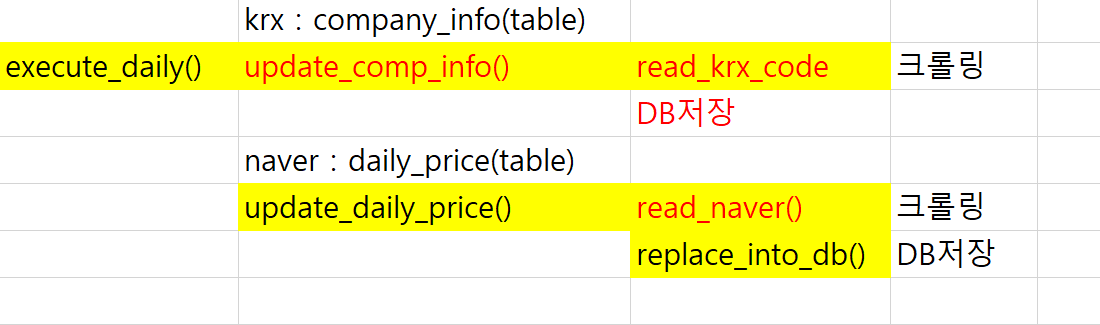 krx : company_info(table)
execute_daily() update_comp_info() read_krx_code 크롤링
DB저장
naver : daily_price(table)
update_daily_price() read_naver() 크롤링
replace_into_db() DB저장